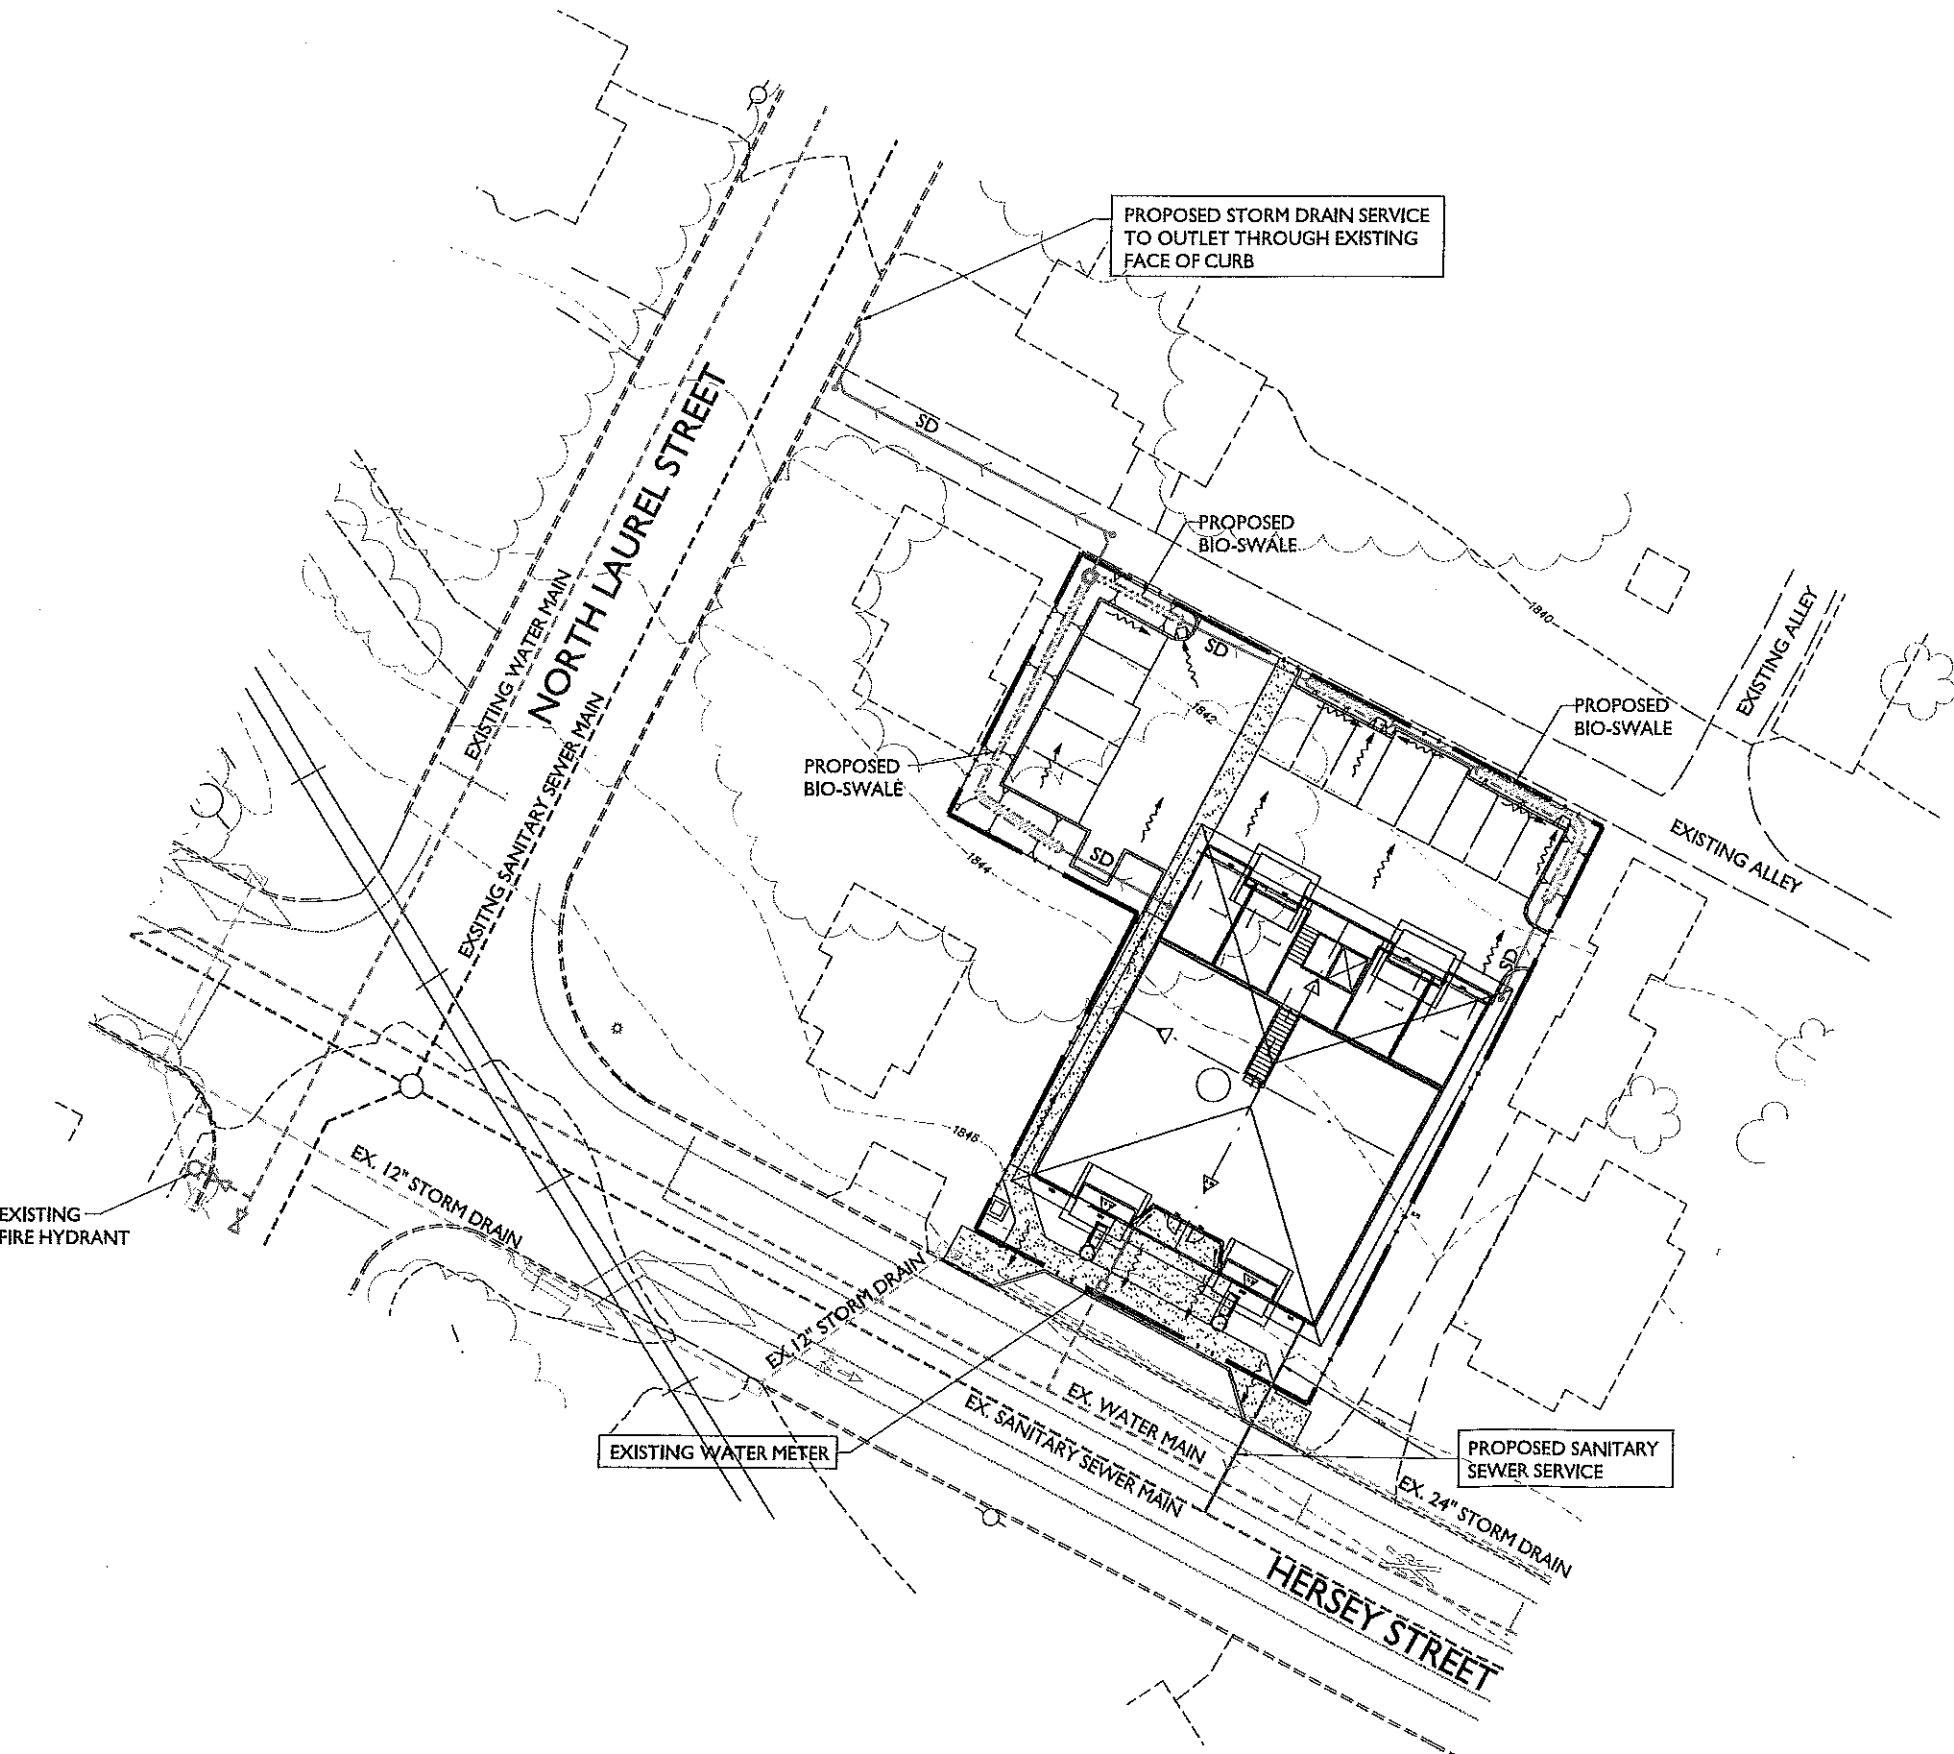 PROPOSED STORM DRAIN SERVICE
TO OUTLET THROUGH EXISTING
FACE OF CURB
SD
NORTH LAUREL STREET
EXISTING WATER MAIN
EXSITNG SANITARY SEWER MAIN
PROPOSED
BIO-SWALE
1840
EXISTING ALLEY
SD
1842
PROPOSED
BIO-SWALE
PROPOSED
BIO-SWALE
EXISTING ALLEY
SD
1844
SD
1846
EX. 12" STORM DRAIN
EXISTING
FIRE HYDRANT
EX. 12" STORM DRAIN
EX. WATER MAIN
EX. SANITARY SEWER MAIN
EXISTING WATER METER
PROPOSED SANITARY
SEWER SERVICE
EX. 24" STORM DRAIN
HERSEY STREET